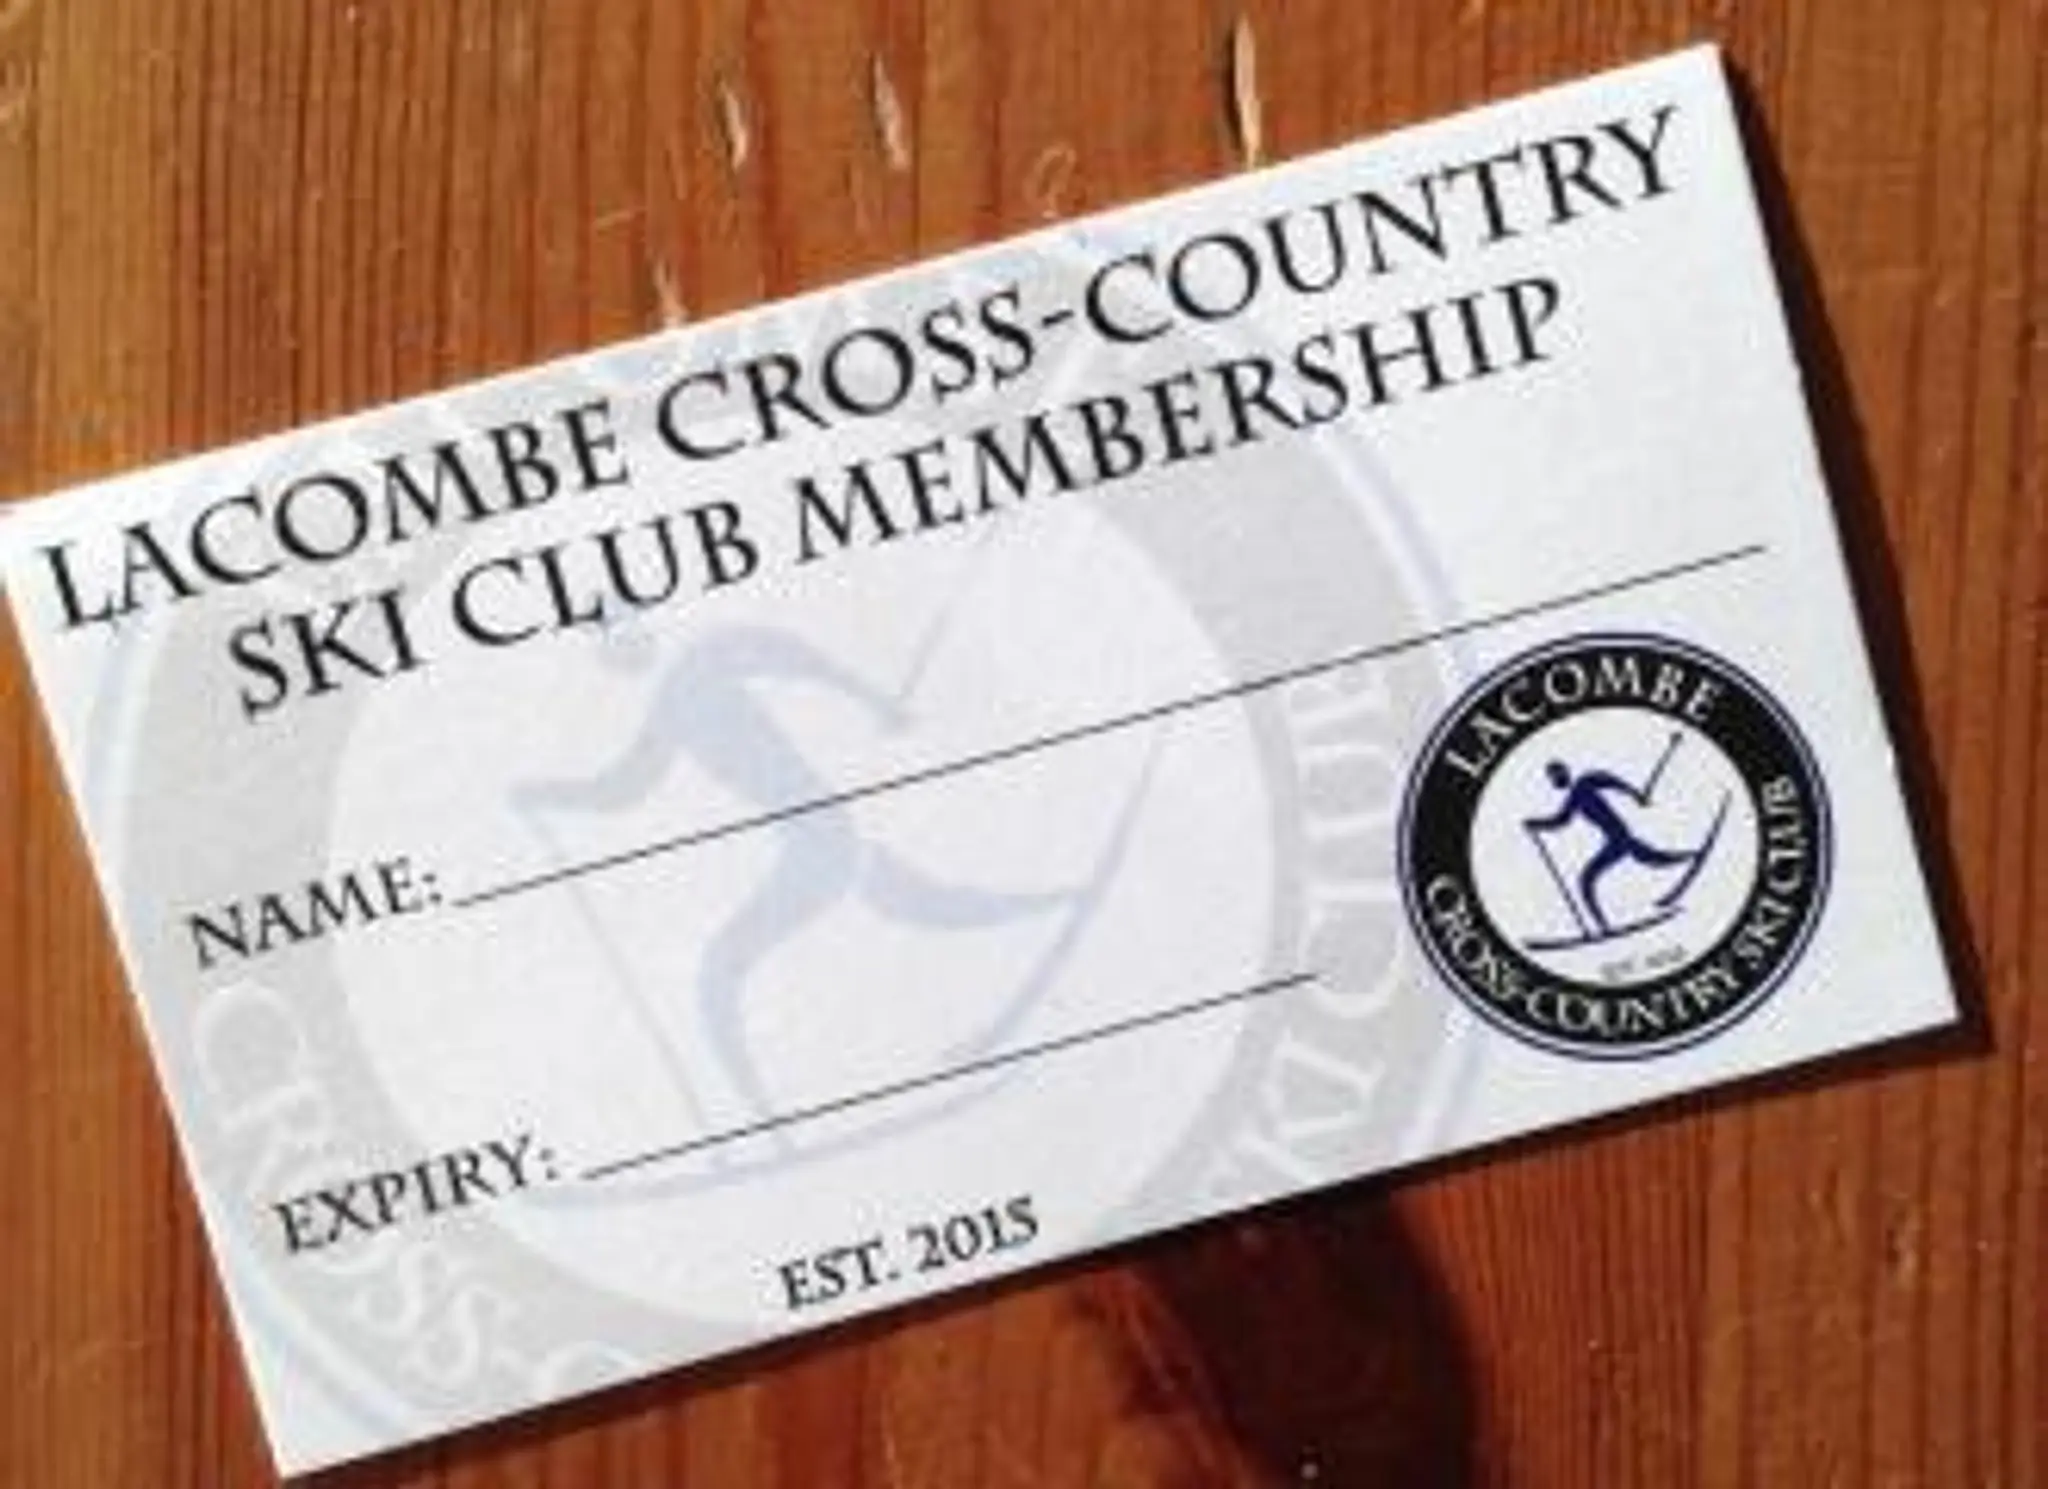 LACOMBE CROSS-COUNTRY
SKI CLUB MEMBERSHIP
NAME:
EXPIRY:
EST. 2015
LACOMBE
CROSS-COUNTRY SKI CLUB